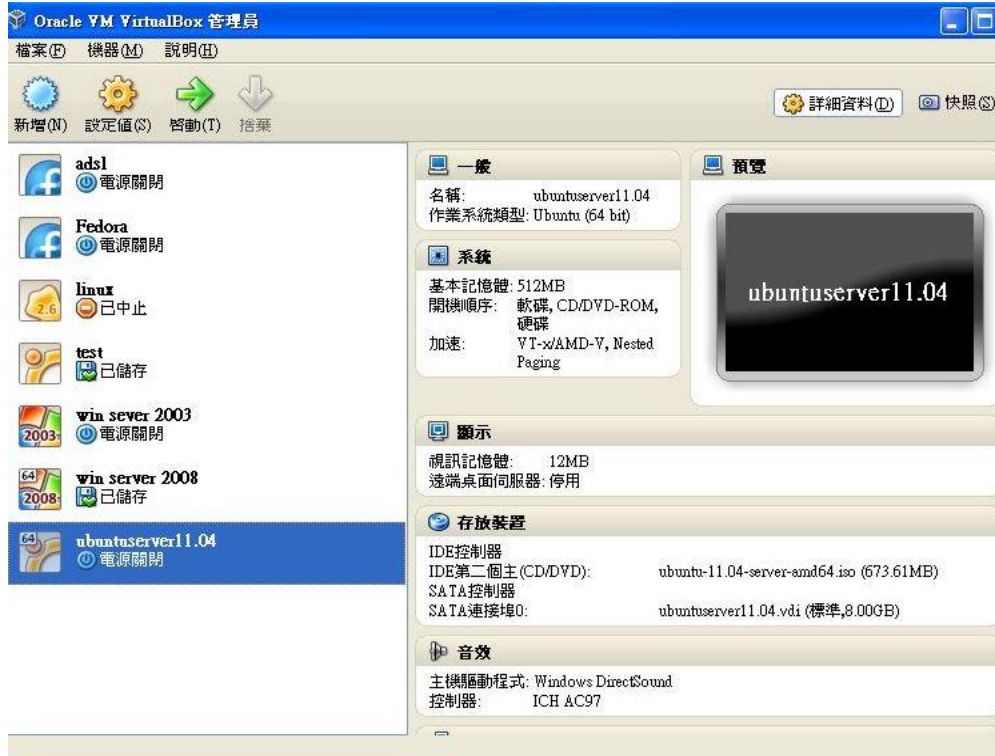 Oracle VM VirtualBox 管理員
檔案(F) 機器(M) 說明(H)
新增(N) 設定值(S) 啓動(T) 捨棄
詳細資料(D) 快照(S)
adsl
電源關閉
Fedora
電源關閉
2.6
linux
已中止
test
已儲存
2003
win sever 2003
電源關閉
64
2008
win server 2008
已儲存
64
ubuntuserver11.04
電源關閉
一般
名稱: ubuntuserver11.04
作業系統類型: Ubuntu (64 bit)
系統
基本記憶體: 512MB
開機順序: 軟碟, CD/DVD-ROM,
硬碟
加速: VT-x/AMD-V, Nested
Paging
預覽
ubuntuserver11.04
顯示
視訊記憶體: 12MB
遠端桌面伺服器: 停用
存放裝置
IDE控制器
IDE第二個主(CD/DVD): ubuntu-11.04-server-amd64.iso (673.61MB)
SATA控制器
SATA連接埠0: ubuntuserver11.04.vdi (標準,8.00GB)
音效
主機驅動程式: Windows DirectSound
控制器: ICH AC97